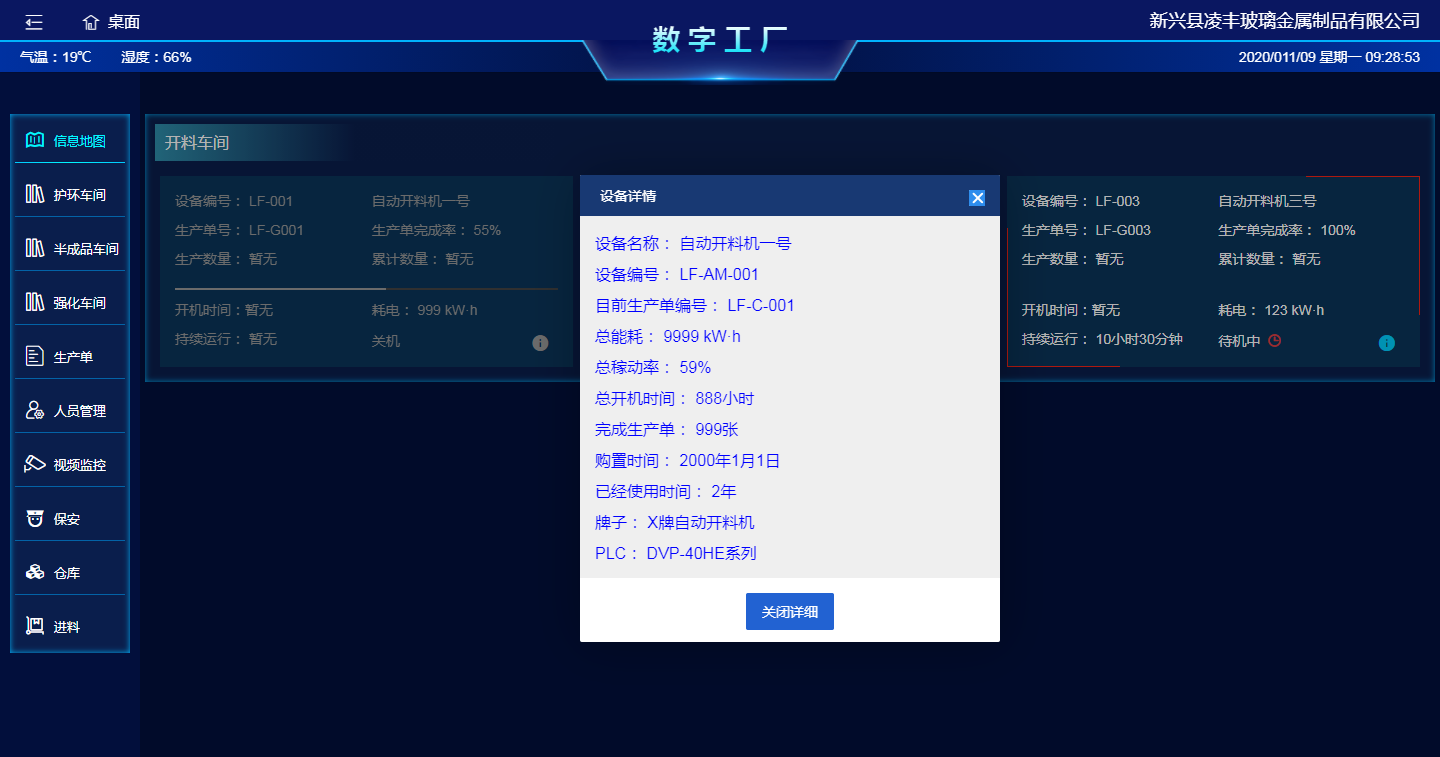 桌面
数字工厂
新兴县凌丰玻璃金属制品有限公司
气温：19℃ 湿度：66%
2020/011/09 星期一 09:28:53
信息地图
护环车间
半成品车间
强化车间
生产单
人员管理
视频监控
保安
仓库
进料
开料车间
设备编号： LF-001 自动开料机一号
生产单号： LF-G001 生产单完成率： 55%
生产数量： 暂无 累计数量： 暂无
开机时间：暂无 耗电： 999 kW·h
持续运行： 暂无 关机
设备详情
设备名称： 自动开料机一号
设备编号： LF-AM-001
目前生产单编号： LF-C-001
总能耗： 9999 kW·h
总稼动率： 59%
总开机时间： 888小时
完成生产单： 999张
购置时间： 2000年1月1日
已经使用时间： 2年
牌子： X牌自动开料机
PLC： DVP-40HE系列
关闭详细
设备编号： LF-003 自动开料机三号
生产单号： LF-G003 生产单完成率： 100%
生产数量： 暂无 累计数量： 暂无
开机时间：暂无 耗电： 123 kW·h
持续运行： 10小时30分钟 待机中